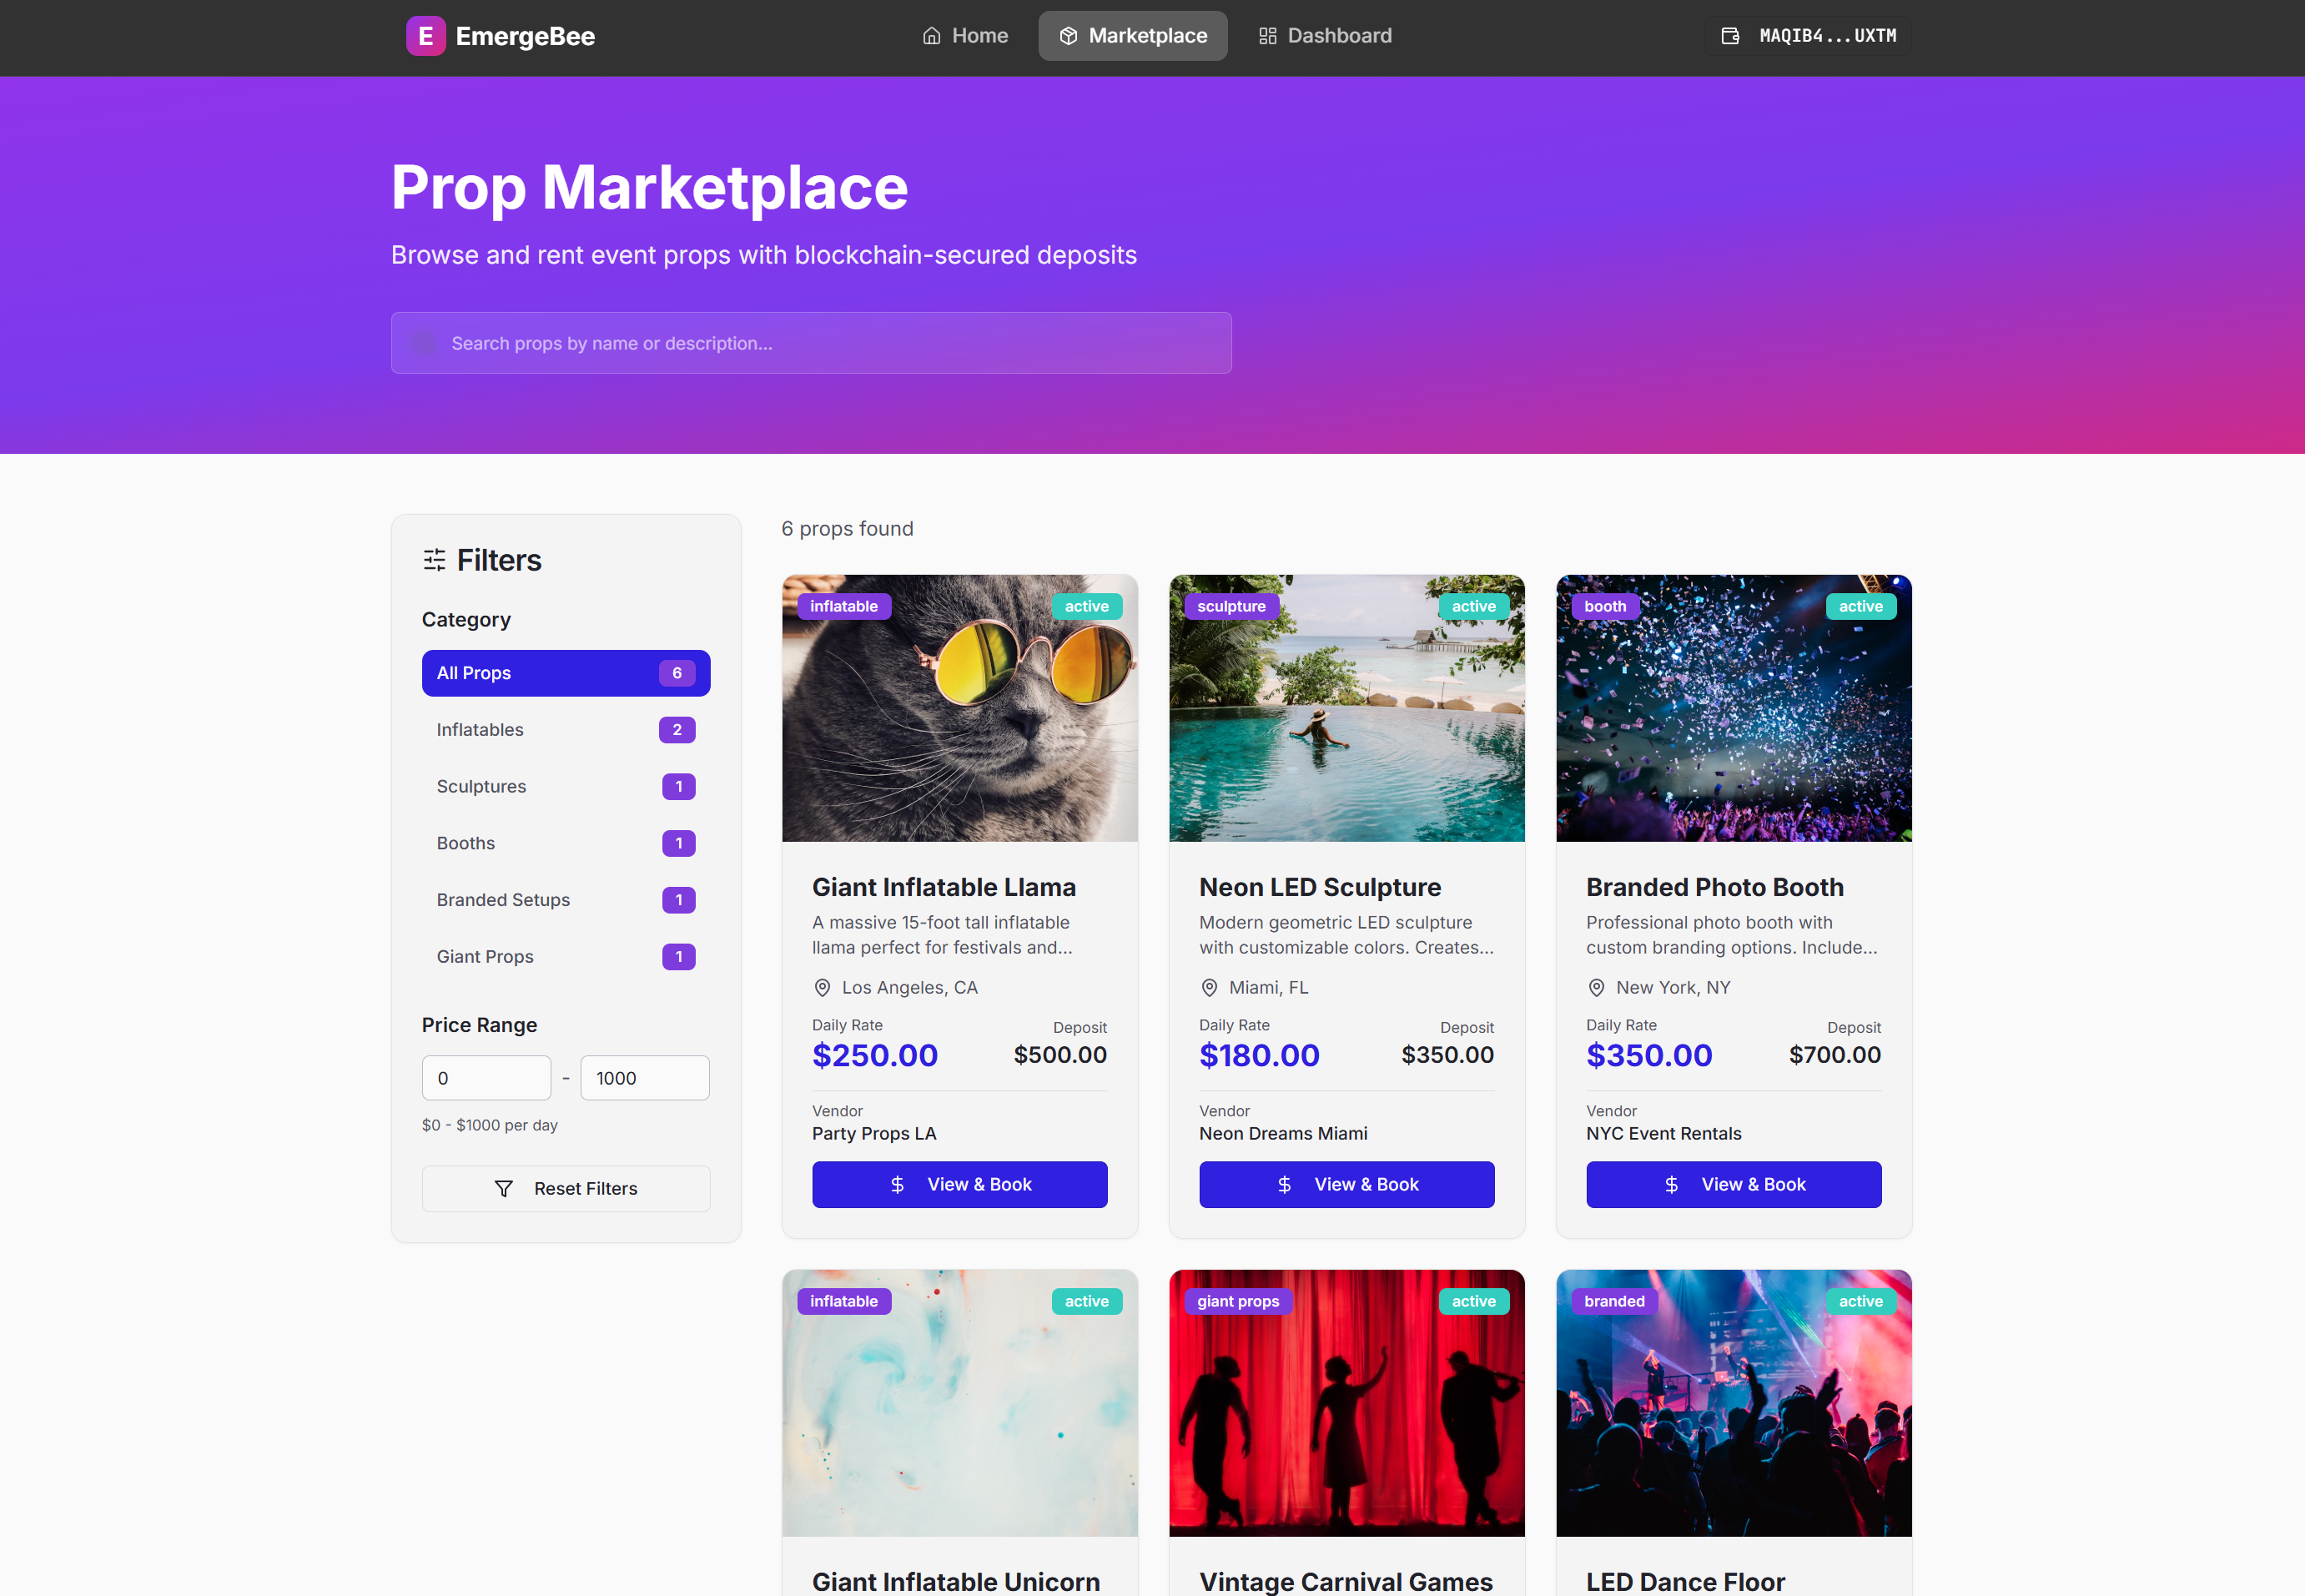 E EmergeBee
Home
Marketplace
Dashboard
MAQIB4...UXTM
Prop Marketplace
Browse and rent event props with blockchain-secured deposits
Search props by name or description...
Filters
Category
All Props 6
Inflatables 2
Sculptures 1
Booths 1
Branded Setups 1
Giant Props 1
Price Range
0 - 1000
$0 - $1000 per day
Reset Filters
6 props found
inflatable active
Giant Inflatable Llama
A massive 15-foot tall inflatable
llama perfect for festivals and...
Los Angeles, CA
Daily Rate Deposit
$250.00 $500.00
Vendor
Party Props LA
$ View & Book
sculpture active
Neon LED Sculpture
Modern geometric LED sculpture
with customizable colors. Creates...
Miami, FL
Daily Rate Deposit
$180.00 $350.00
Vendor
Neon Dreams Miami
$ View & Book
booth active
Branded Photo Booth
Professional photo booth with
custom branding options. Include...
New York, NY
Daily Rate Deposit
$350.00 $700.00
Vendor
NYC Event Rentals
$ View & Book
inflatable active
Giant Inflatable Unicorn
giant props active
Vintage Carnival Games
branded active
LED Dance Floor